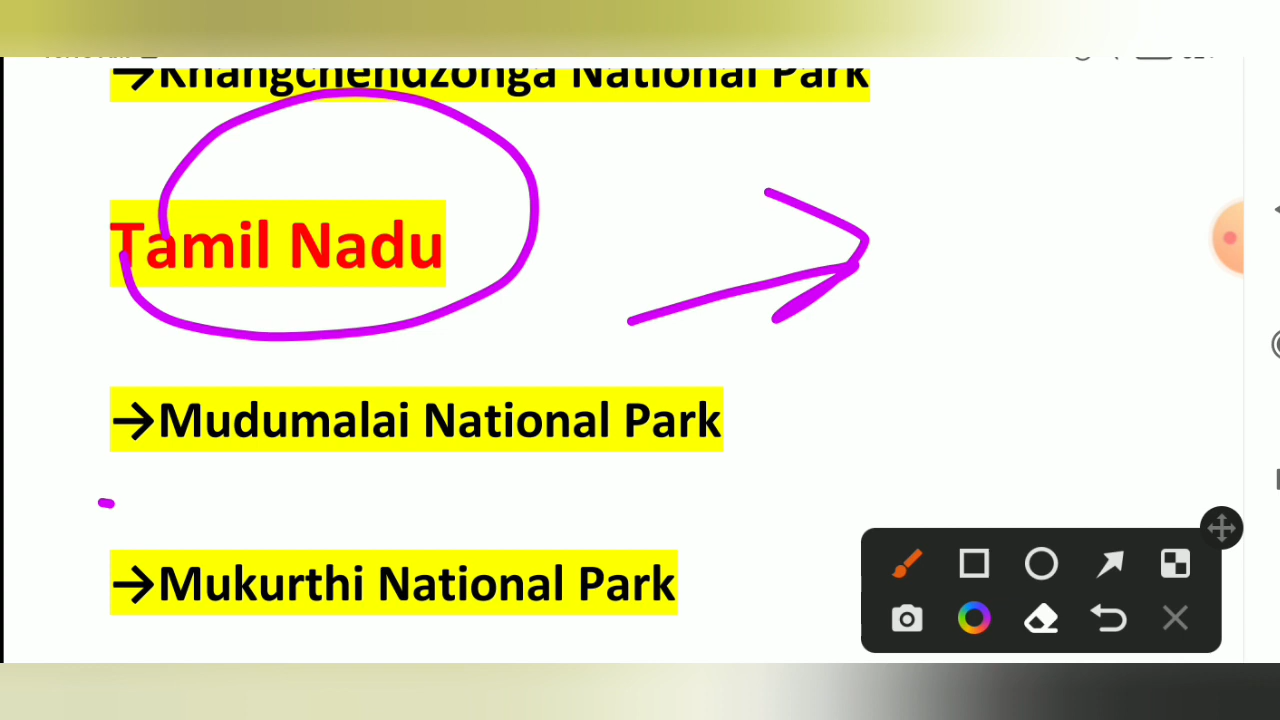 →Khangchendzonga National Park
Tamil Nadu
→Mudumalai National Park
→Mukurthi National Park